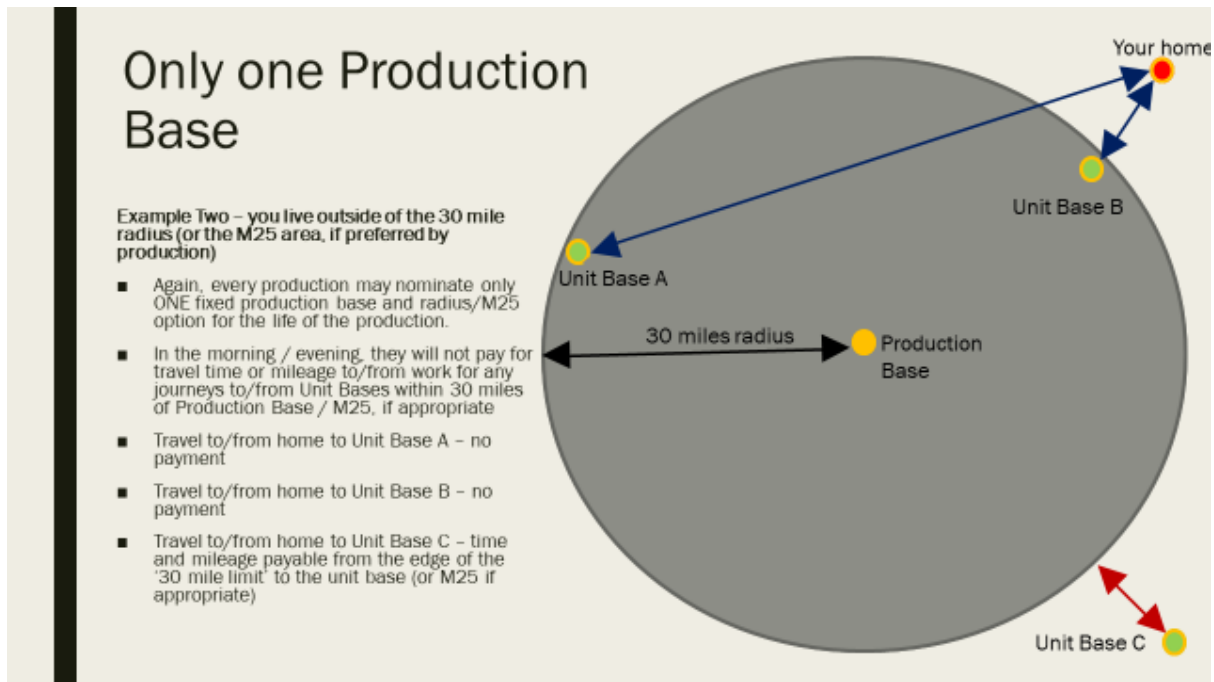 Only one Production
Base
Example Two – you live outside of the 30 mile
radius (or the M25 area, if preferred by
production)
■ Again, every production may nominate only
ONE fixed production base and radius/M25
option for the life of the production.
■ In the morning / evening, they will not pay for
travel time or mileage to/from work for any
journeys to/from Unit Bases within 30 miles
of Production Base / M25, if appropriate
■ Travel to/from home to Unit Base A – no
payment
■ Travel to/from home to Unit Base B – no
payment
■ Travel to/from home to Unit Base C – time
and mileage payable from the edge of the
‘30 mile limit’ to the unit base (or M25 if
appropriate)
Your home
Unit Base B
Unit Base A
30 miles radius
Production
Base
Unit Base C